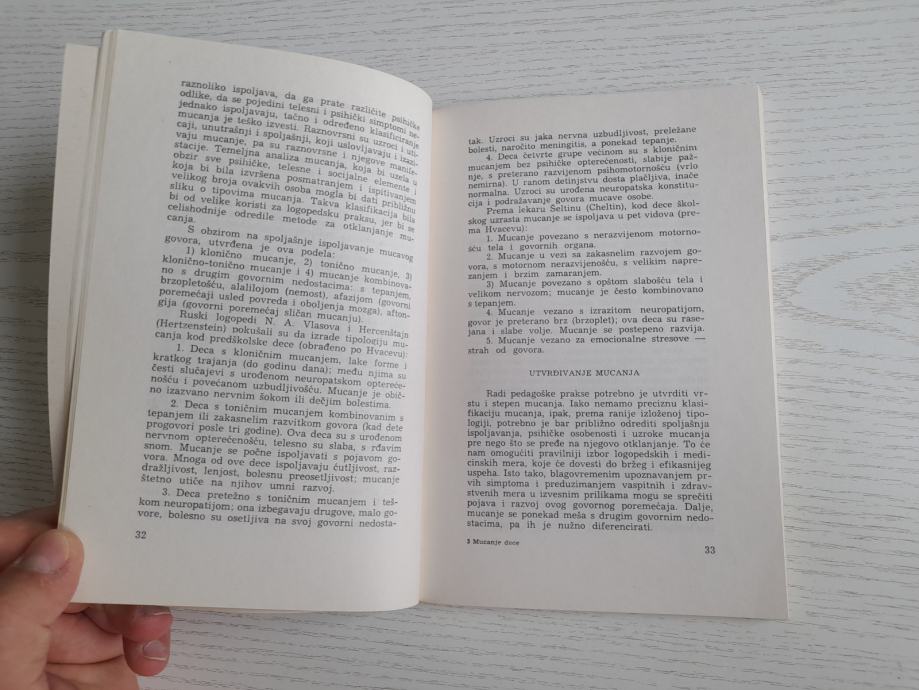 raznoliko ispoljava, da ga prate različite psihičke
odlike, da se pojedini telesni i psihički simptomi ne-
jednako ispoljavaju, tačno i određeno klasificiranje
mucanja je teško izvesti. Raznovrsni su uzroci i uti-
caji, unutrašnji i spoljašnji, koji uslovljavaju i izazi-
vaju mucanje, pa su raznovrsne i njegove manife-
stacije. Temeljna analiza mucanja, koja bi uzela u
obzir sve psihičke, telesne i socijalne elemente i
koja bi bila izvršena posmatranjem i ispitivanjem
velikog broja ovakvih osoba mogla bi dati približnu
sliku o tipovima mucanja. Takva klasifikacija bila
bi od velike koristi za logopedsku praksu, jer bi se
celishodnije odredile metode za otklanjanje mu-
canja.
S obzirom na spoljašnje ispoljavanje mucavog
govora, utvrđena je ova podela:
1) klonično mucanje, 2) tonično mucanje, 3)
klonično-tonično mucanje i 4) mucanje kombinova-
no s drugim govornim nedostacima: s tepanjem,
brzopletošću, alalijom (nemost), afazijom (govorni
poremećaji usled povreda i oboljenja mozga), afton-
gija (govorni poremećaj sličan mucanju).
Ruski logopedi N. A. Vlasova i Hercenštajn
(Hertzenstein) pokušali su da izrade tipologiju mu-
canja kod predškolske dece (obrađeno po Hvacevu):
1. Deca s kloničnim mucanjem, lake forme i
kratkog trajanja (do godinu dana); među njima su
česti slučajevi s urođenom neuropatskom optereće-
nošću i povećanom uzbudljivošću. Mucanje je obič-
no izazvano nervnim šokom ili dečjim bolestima.
2. Deca s toničnim mucanjem kombinovanim s
tepanjem ili zakasnelim razvitkom govora (kad dete
progovori posle tri godine). Ova deca su s urođenom
nervnom opterećenošću, telesno su slaba, s rđavim
snom. Mucanje se počne ispoljavati s pojavom go-
vora. Mnoga od ove dece ispoljavaju ćutljivost, raz-
dražljivost, lenjost, bolesnu preosetljivost; mucanje
štetno utiče na njihov umni razvoj.
3. Deca pretežno s toničnim mucanjem i teš-
kom neuropatijom; ona izbegavaju drugove, malo go-
vore, bolesno su osetljiva na svoj govorni nedosta-
32
tak. Uzroci su jaka nervna uzbudljivost, preležane
bolesti, naročito meningitis, a ponekad tepanje.
4. Deca četvrte grupe većinom su s kloničnim
mucanjem bez psihičke opterećenosti, slabije paž-
nje, s preterano razvijenom psihomotornošću (vrlo
nemirna). U ranom detinjstvu dosta plačljiva, inače
normalna. Uzroci su urođena neuropatska konstitu-
cija i podražavanje govora mucave osobe.
Prema lekaru Šeltinu (Cheltin), kod dece škol-
skog uzrasta mucanje se ispoljava u pet vidova (pre-
ma Hvacevu):
1. Mucanje povezano s nerazvijenom motorno-
šću tela i govornih organa.
2. Mucanje u vezi sa zakasnelim razvojem go-
vora, s motornom nerazvijenošću, s velikim napre-
zanjem i brzim zamaranjem.
3) Mucanje povezano s opštom slabošću tela i
velikom nervozom; mucanje je često kombinovano
s tepanjem.
4. Mucanje vezano s izrazitom neuropatijom,
govor je preterano brz (brzoplet); ova deca su rase-
jana i slabe volje. Mucanje se postepeno razvija.
5. Mucanje vezano za emocionalne stresove —
strah od govora.
UTVRĐIVANJE MUCANJA
Radi pedagoške prakse potrebno je utvrditi vr-
stu i stepen mucanja. Iako nemamo preciznu klasi-
fikaciju mucanja, ipak, prema ranije izloženoj tipo-
logiji, potrebno je bar približno odrediti spoljašnja
ispoljavanja, psihičke osobenosti i uzroke mucanja
pre nego što se pređe na njegovo otklanjanje. To će
nam omogućiti pravilniji izbor logopedskih i medi-
cinskih mera, koje će dovesti do bržeg i efikasnijeg
uspeha. Isto tako, blagovremenim upoznavanjem pr-
vih simptoma i preduzimanjem vaspitnih i zdrav-
stvenih mera u izvesnim prilikama mogu se sprečiti
pojava i razvoj ovog govornog poremećaja. Dalje,
mucanje se ponekad meša s drugim govornim nedo-
stacima, pa ih je nužno diferencirati.
3 Mucanje dece
33